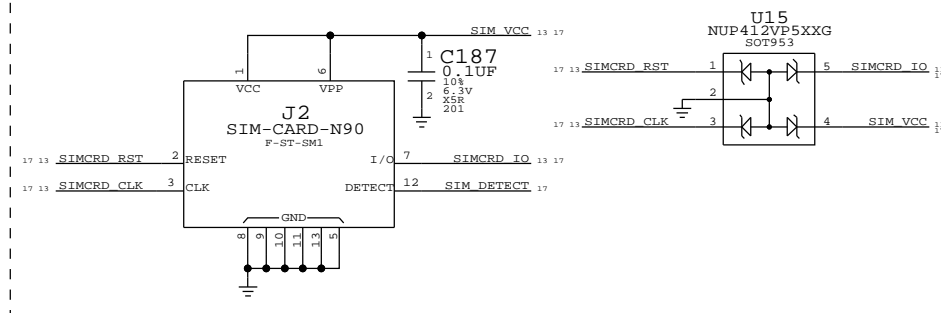 SIM_VCC 13 17
1 6
VCC VPP
1
C187
0.1UF
10%
6.3V
X5R
201
2
J2
SIM-CARD-N90
F-ST-SM1
17 13 SIMCRD_RST 2 RESET
I/O 7 SIMCRD_IO 13 17
17 13 SIMCRD_CLK 3 CLK
DETECT 12 SIM_DETECT 17
GND
8 9 10 11 13 5
U15
NUP412VP5XXG
SOT953
17 13 SIMCRD_RST 1
5 SIMCRD_IO
2
17 13 SIMCRD_CLK 3
4 SIM_VCC